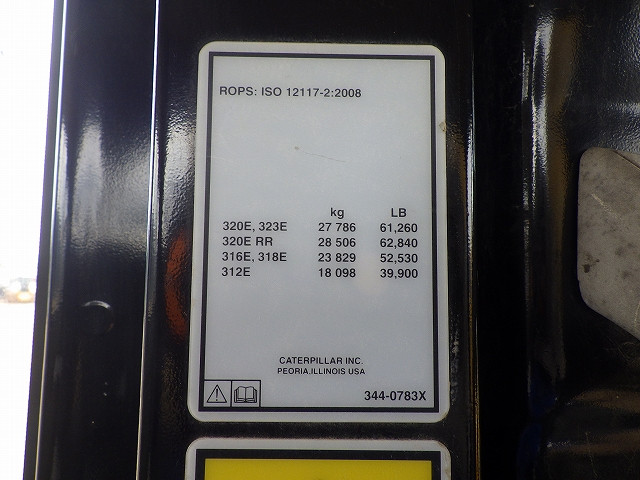 ROPS: ISO 12117-2:2008
kg LB
320E, 323E 27 786 61,260
320E RR 28 506 62,840
316E, 318E 23 829 52,530
312E 18 098 39,900
CATERPILLAR INC.
PEORIA.ILLINOIS USA
344-0783X